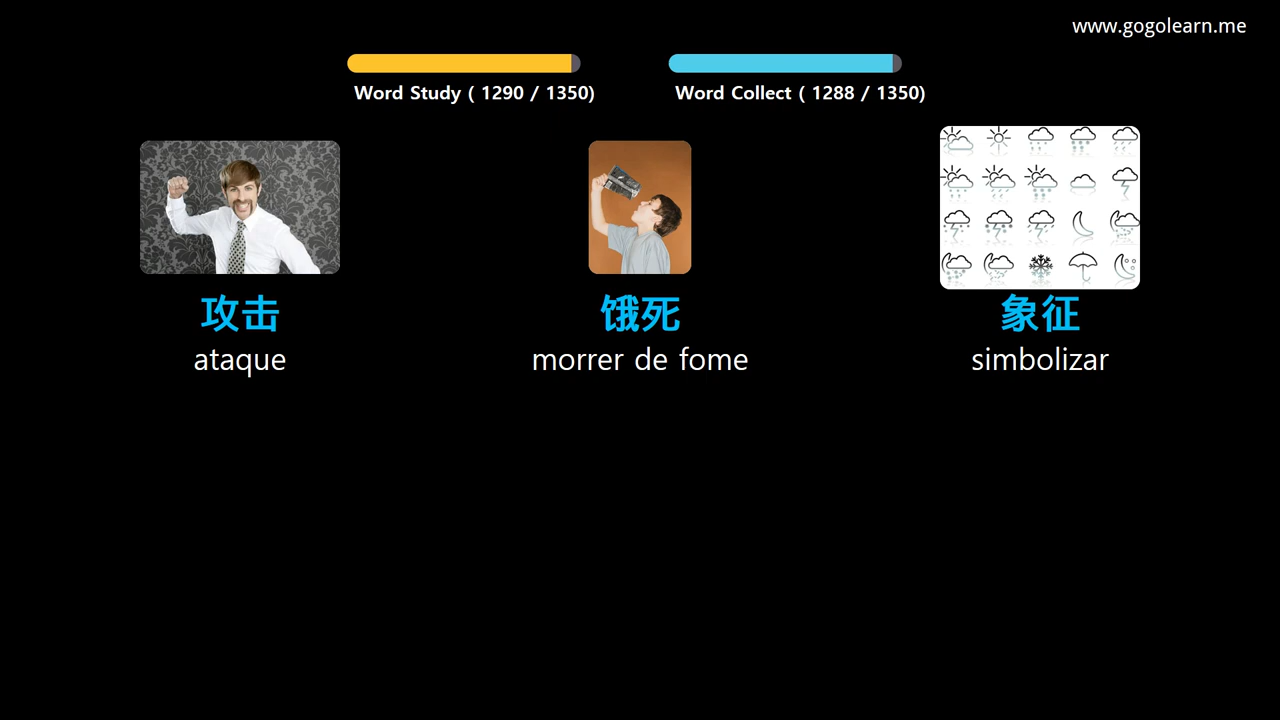 www.gogolearn.me
Word Study ( 1290 / 1350)
Word Collect ( 1288 / 1350)
攻击
饿死
象征
ataque
morrer de fome
simbolizar